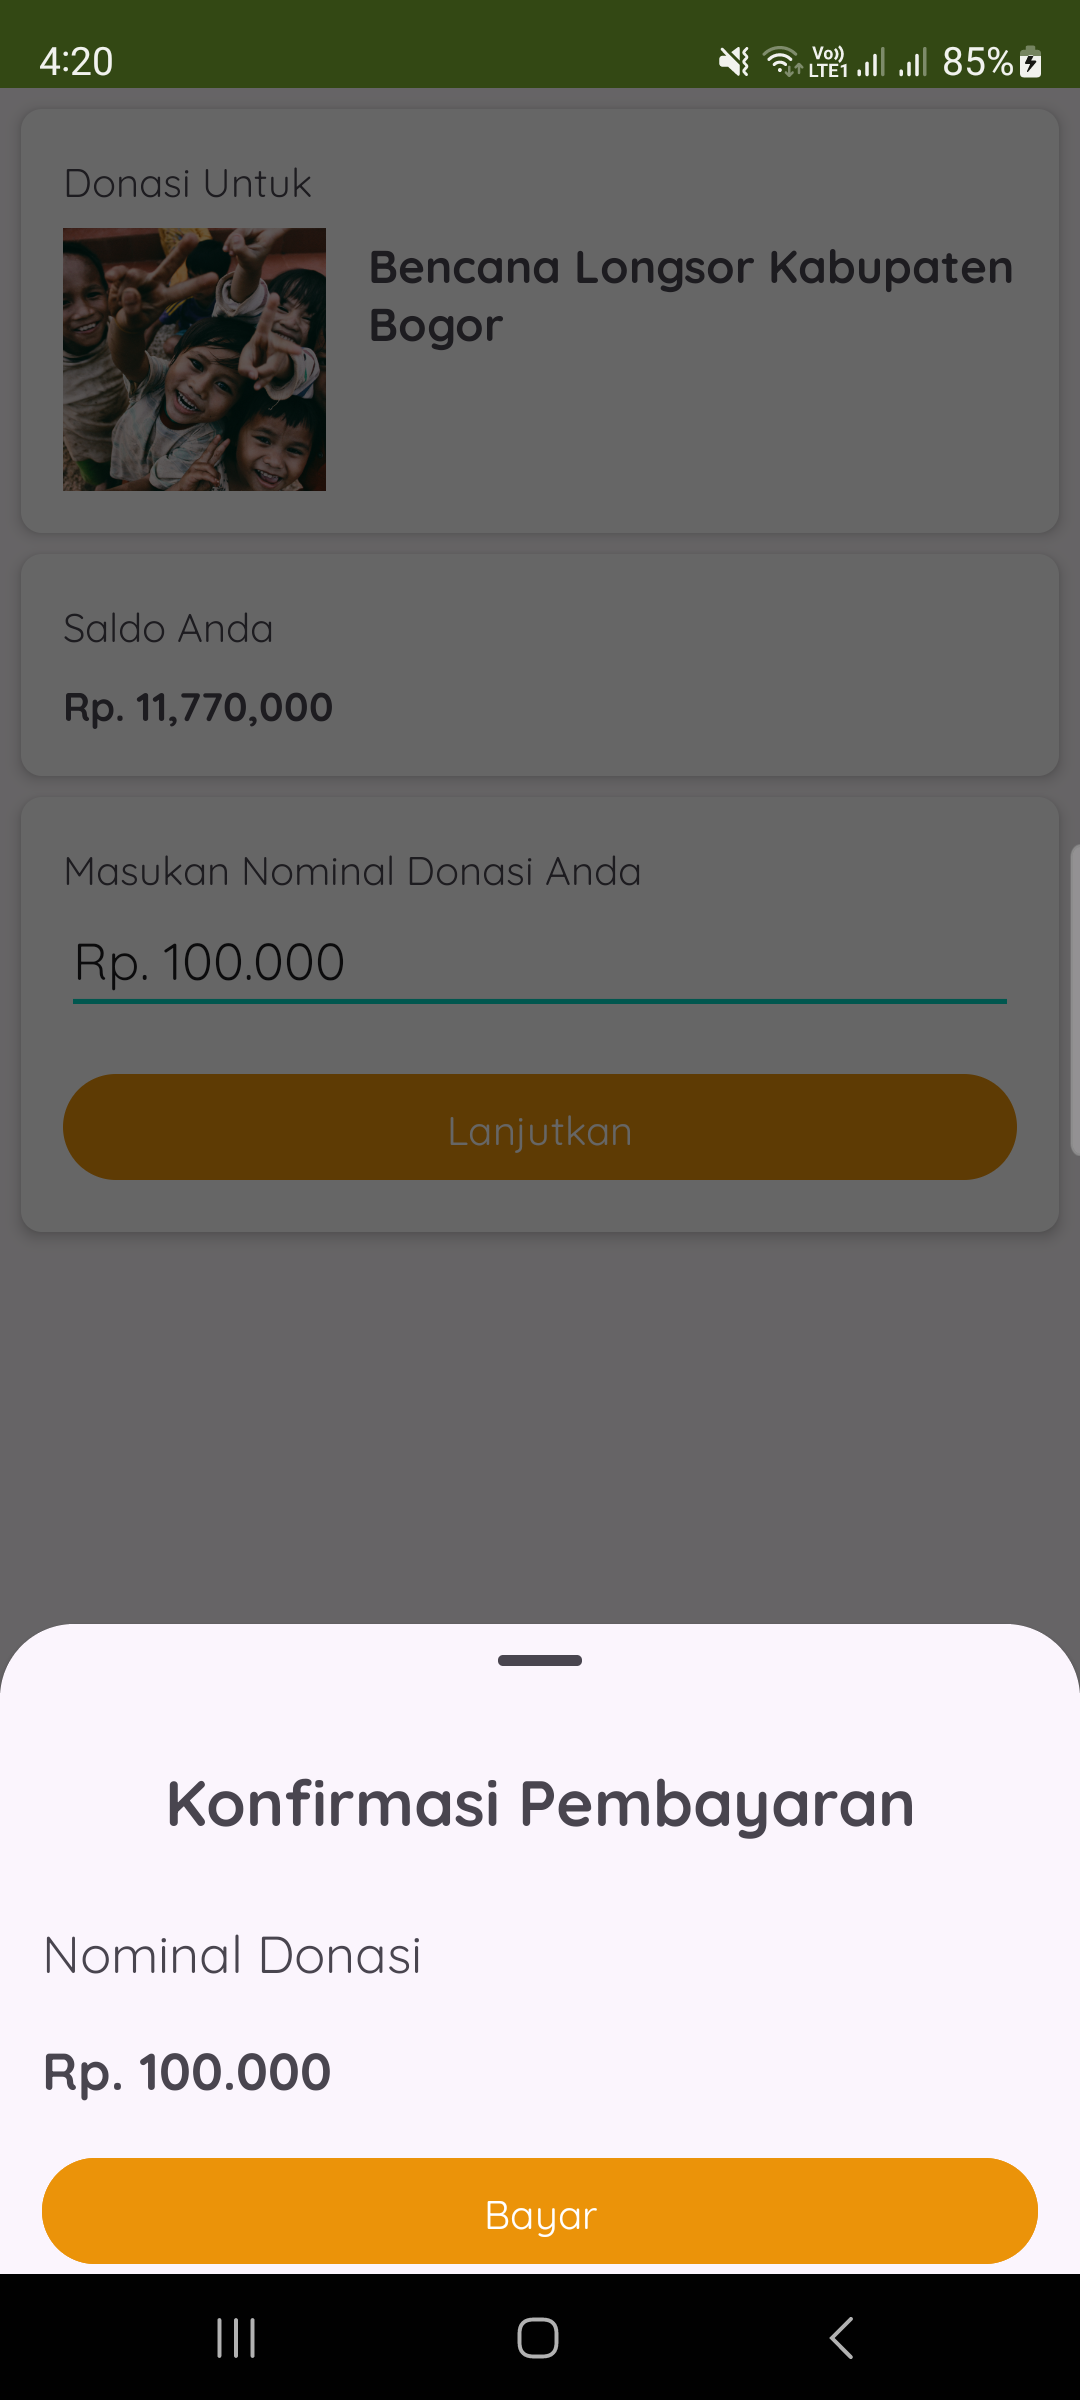 4:20
Vo))
LTE1
85%
Donasi Untuk
Bencana Longsor Kabupaten
Bogor
Saldo Anda
Rp. 11,770,000
Masukan Nominal Donasi Anda
Rp. 100.000
Lanjutkan
Konfirmasi Pembayaran
Nominal Donasi
Rp. 100.000
Bayar